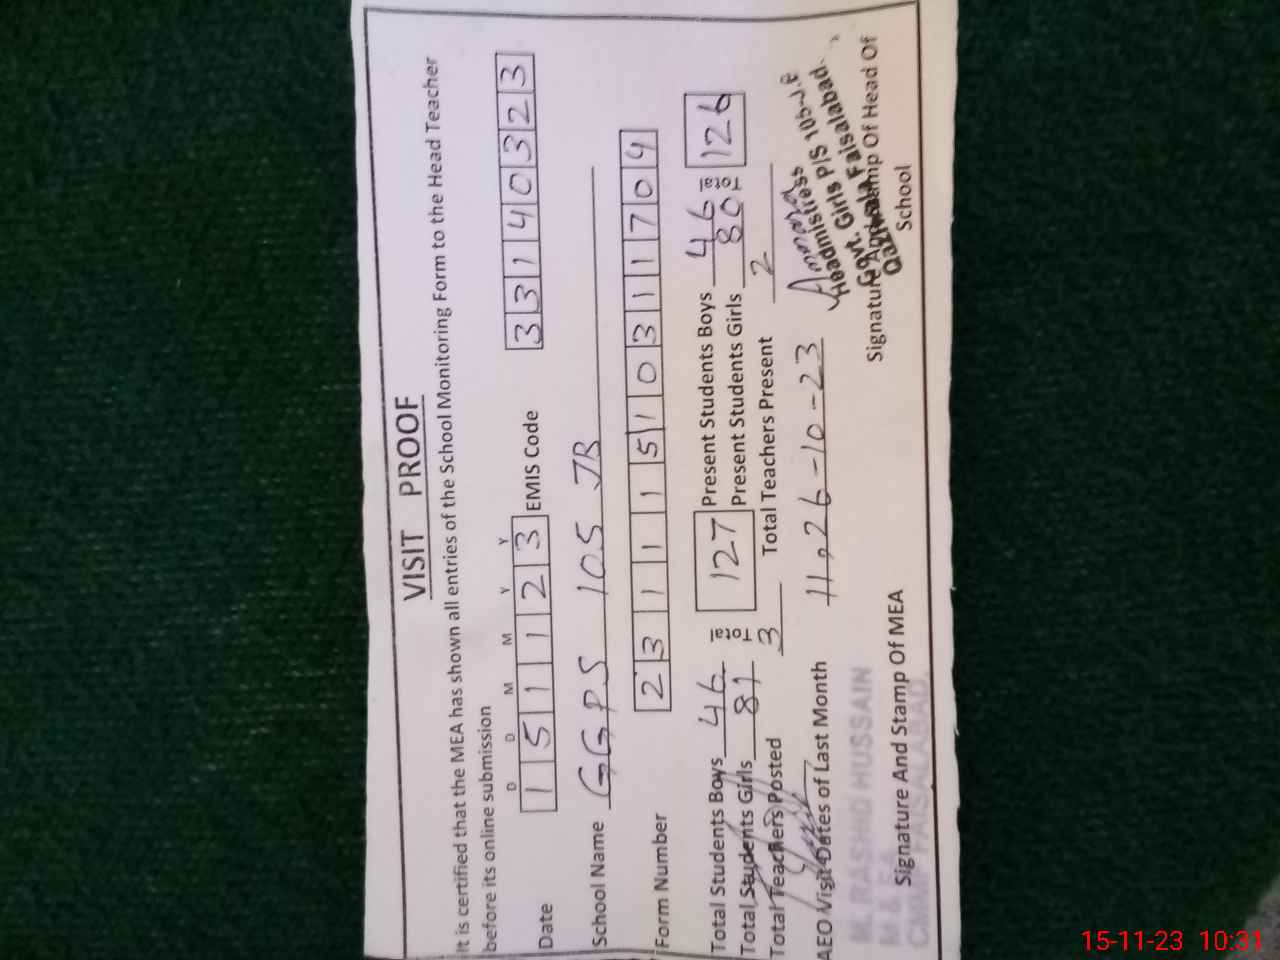 VISIT PROOF
It is certified that the MEA has shown all entries of the School Monitoring Form to the Head Teacher
before its online submission
D D M M Y Y
Date 1 5 1 1 2 3 EMIS Code 3 3 1 4 0 3 2 3
School Name GGPS 105 JB
Form Number 2 3 1 1 1 5 1 0 3 1 1 7 0 4
Total Students Boys 46 Total 127 Present Students Boys 46 Total 126
Total Students Girls 81 Present Students Girls 80
Total Teachers Posted 3 Total Teachers Present 2
AEO Visit Dates of Last Month 11, 26-10-23
M. RASHID HUSSAIN
M & E A
CMMF FAISALABAD.
Signature And Stamp Of MEA
Headmistress
Govt. Girls P/S 105-J.B
Faisalabad.
Signature And Stamp Of Head Of
School
15-11-23 10:31